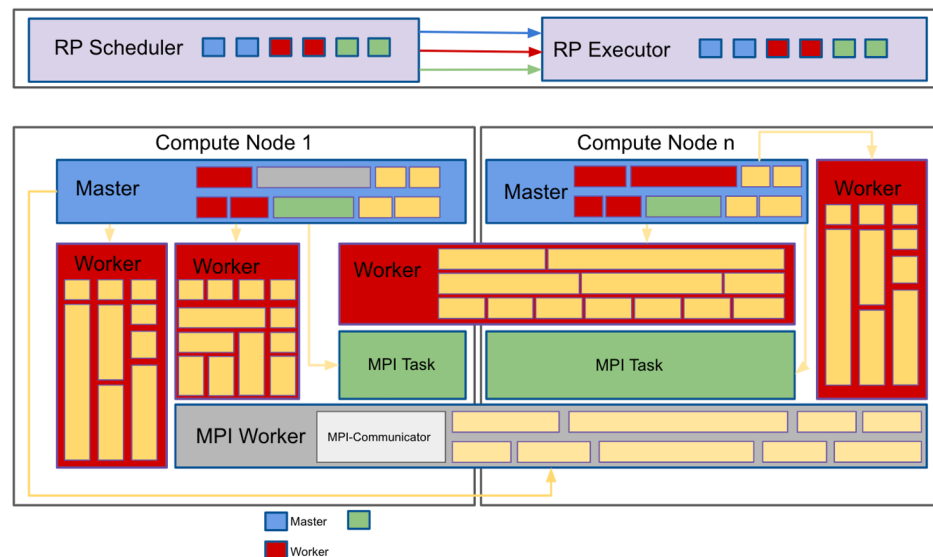 RP Scheduler
RP Executor
Compute Node 1
Compute Node n
Master
Master
Worker
Worker
Worker
Worker
MPI Task
MPI Task
MPI Worker
MPI-Communicator
Master
Worker